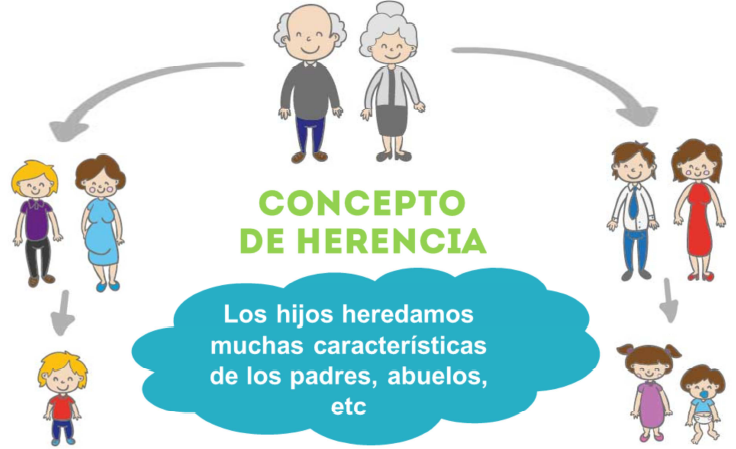 CONCEPTO
DE HERENCIA
Los hijos heredamos
muchas características
de los padres, abuelos,
etc